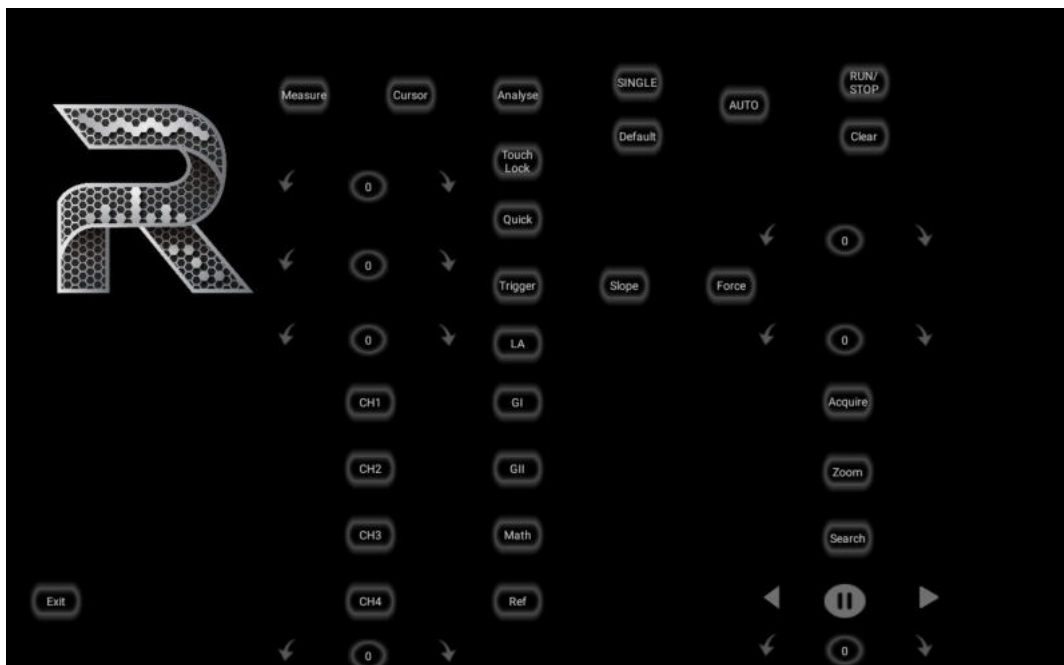 Measure
Cursor
Analyse
SINGLE
AUTO
RUN/
STOP
Default
Clear
Touch
Lock
0
Quick
0
0
Trigger
Slope
Force
0
LA
0
CH1
GI
Acquire
CH2
GII
Zoom
CH3
Math
Search
Exit
CH4
Ref
0
0